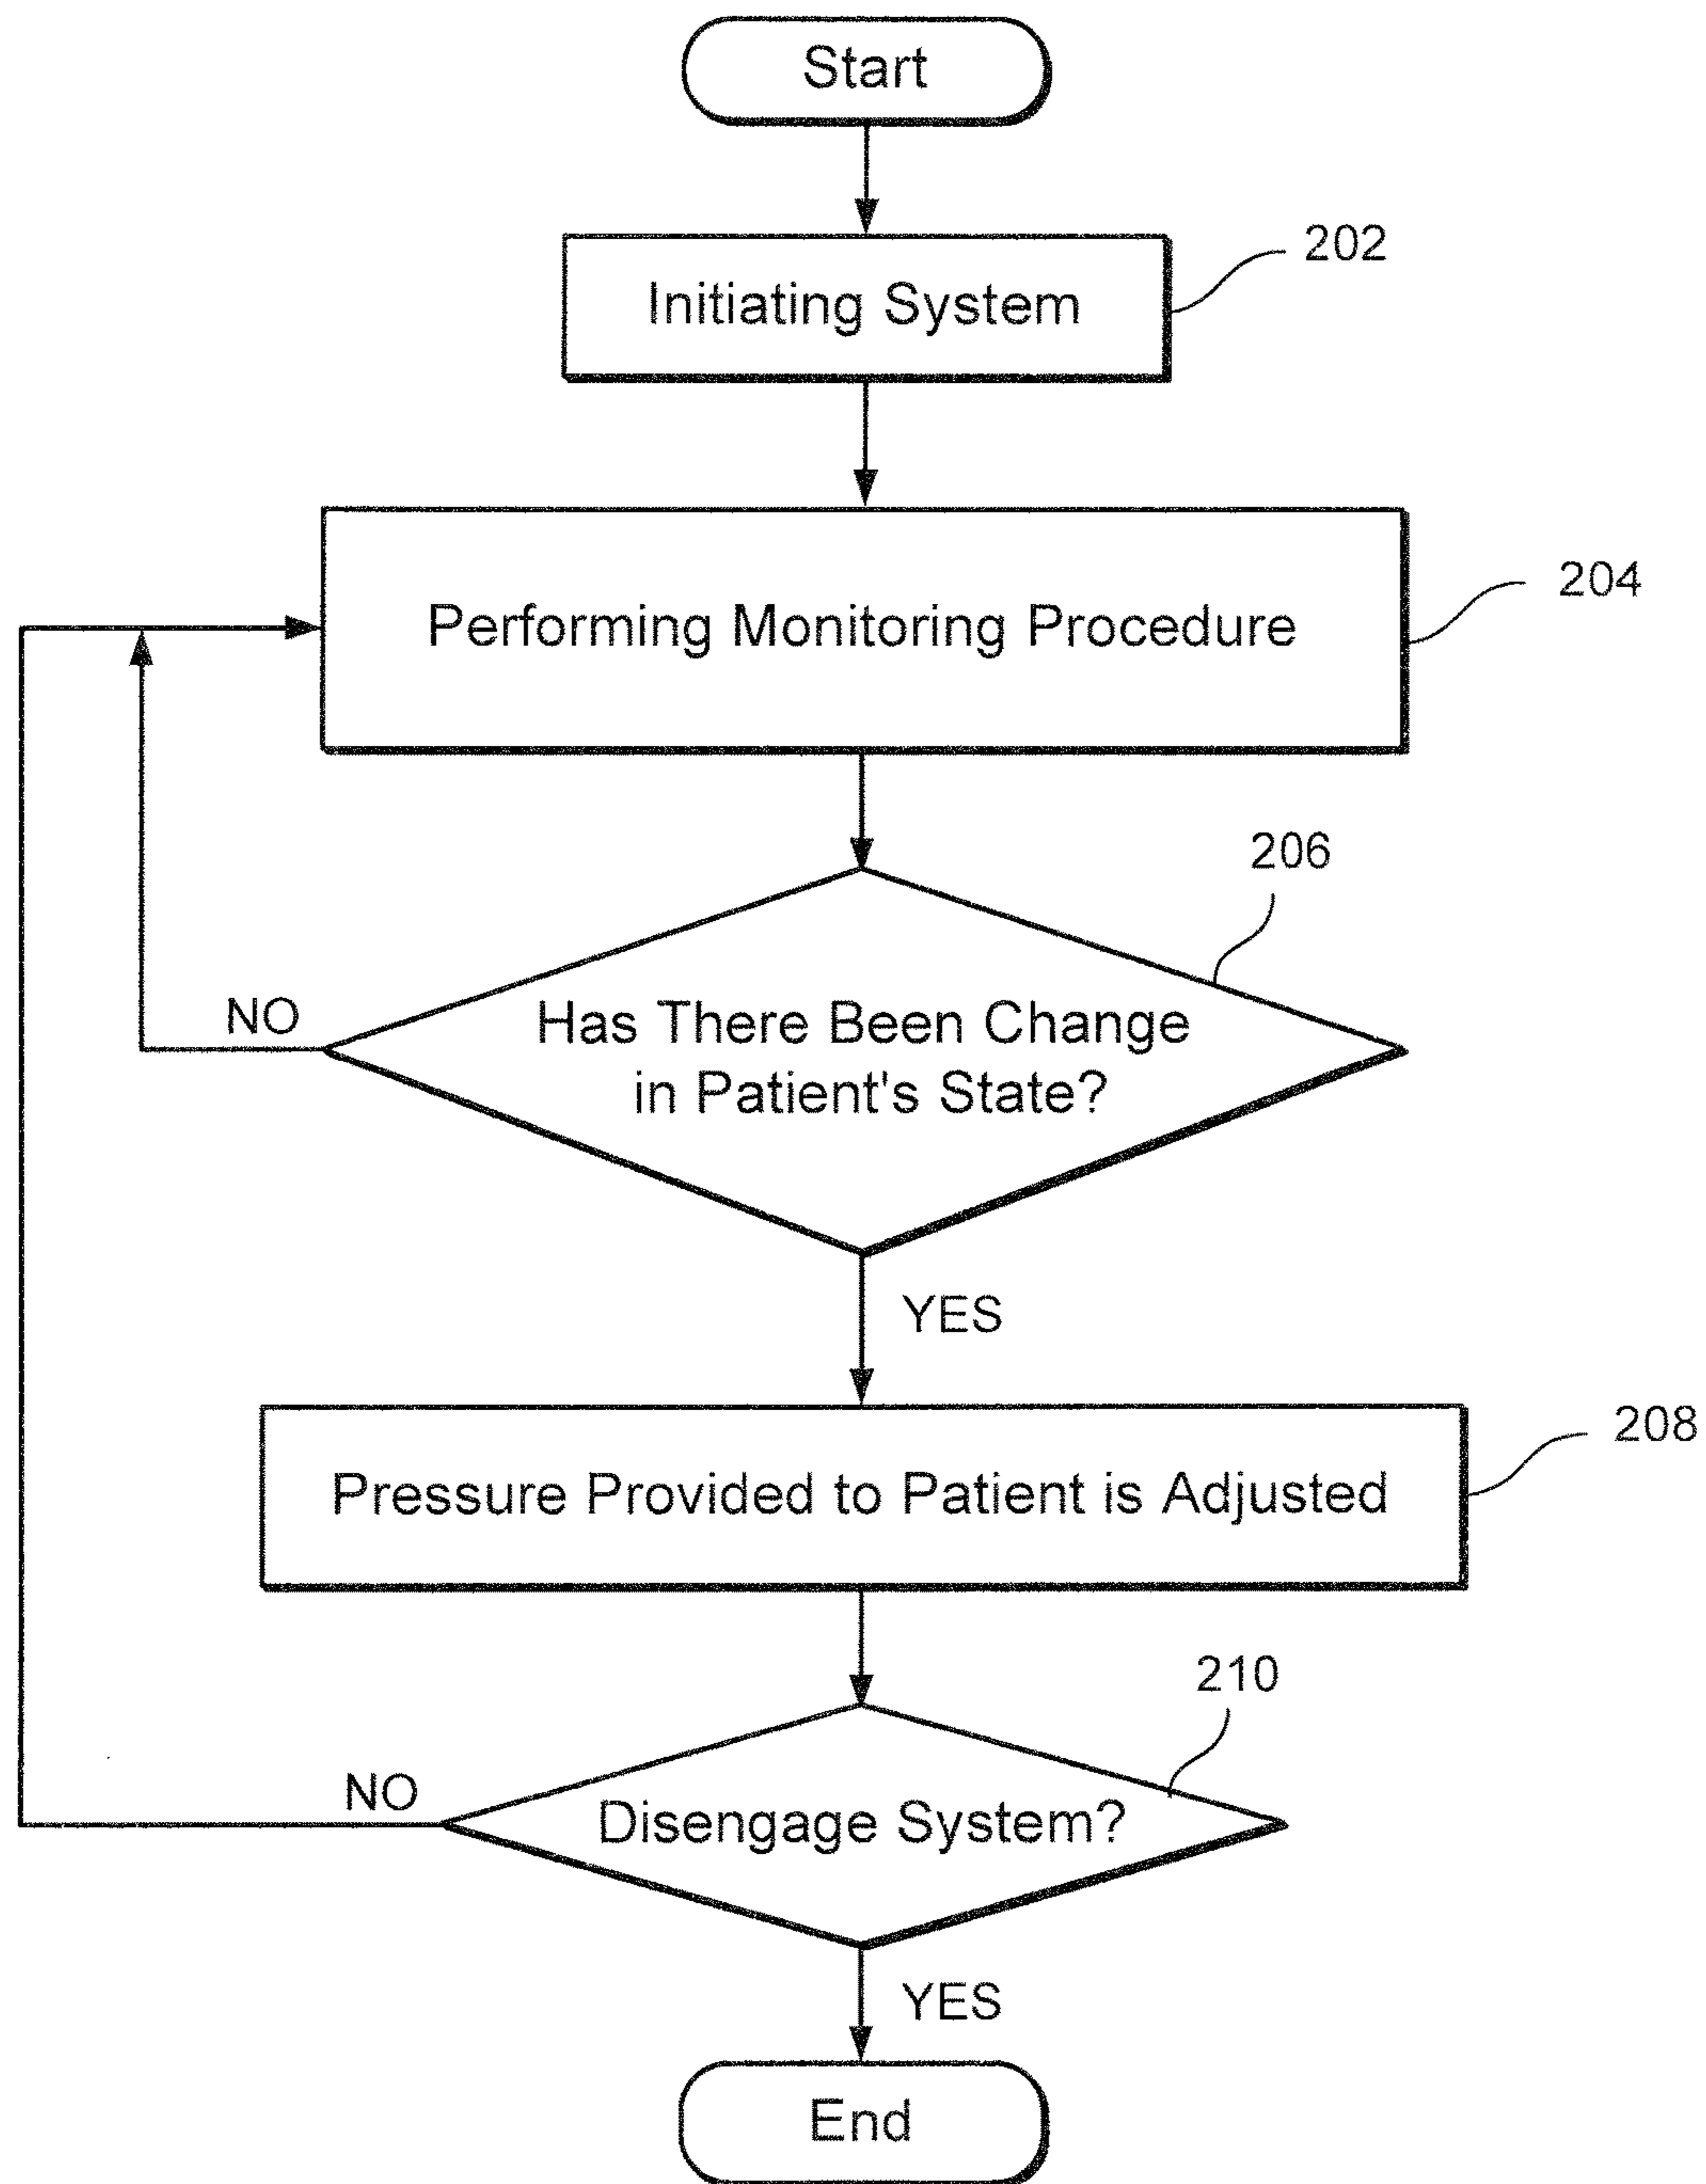 Start
202
Initiating System
204
Performing Monitoring Procedure
206
NO
Has There Been Change
in Patient's State?
YES
208
Pressure Provided to Patient is Adjusted
210
NO
Disengage System?
YES
End